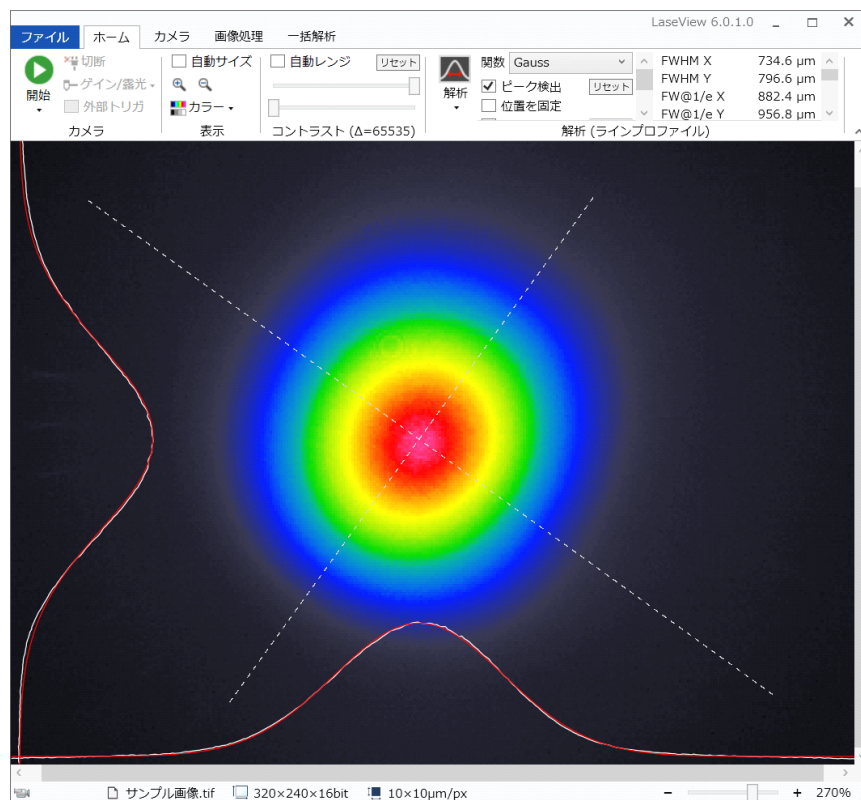 LaseView 6.0.1.0
ファイル ホーム カメラ 画像処理 一括解析
開始
切断
ゲイン/露光
外部トリガ
カメラ
自動サイズ
カラー
表示
自動レンジ リセット
コントラスト (Δ=65535)
解析
関数 Gauss
ピーク検出 リセット
位置を固定
FWHM X 734.6 µm
FWHM Y 796.6 µm
FW@1/e X 882.4 µm
FW@1/e Y 956.8 µm
解析 (ラインプロファイル)
サンプル画像.tif 320×240×16bit 10×10µm/px 270%